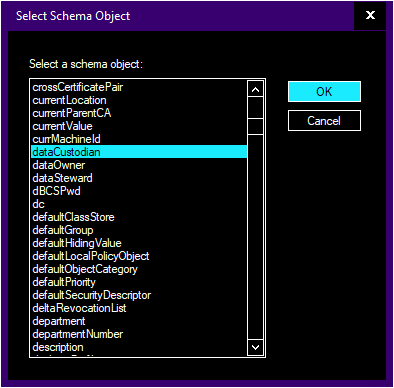 Select Schema Object
Select a schema object:
crossCertificatePair
currentLocation
currentParentCA
currentValue
currMachineId
dataCustodian
dataOwner
dataSteward
dBCSPwd
dc
defaultClassStore
defaultGroup
defaultHidingValue
defaultLocalPolicyObject
defaultObjectCategory
defaultPriority
defaultSecurityDescriptor
deltaRevocationList
department
departmentNumber
description
OK
Cancel